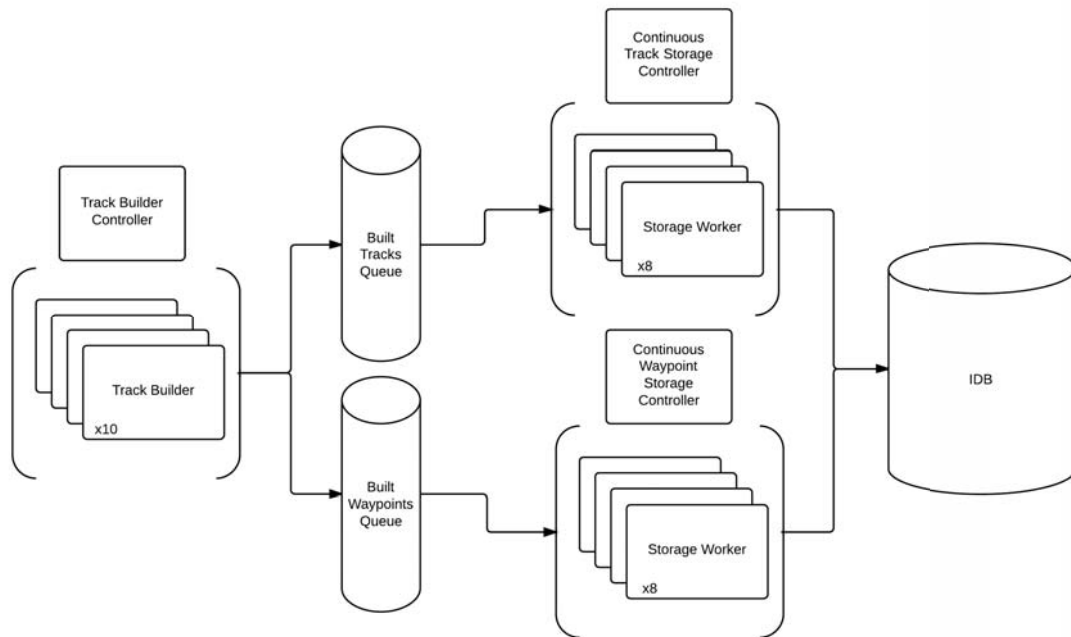 Track Builder
Controller
Track Builder
x10
Built
Tracks
Queue
Built
Waypoints
Queue
Continuous
Track Storage
Controller
Storage Worker
x8
Continuous
Waypoint
Storage
Controller
Storage Worker
x8
IDB